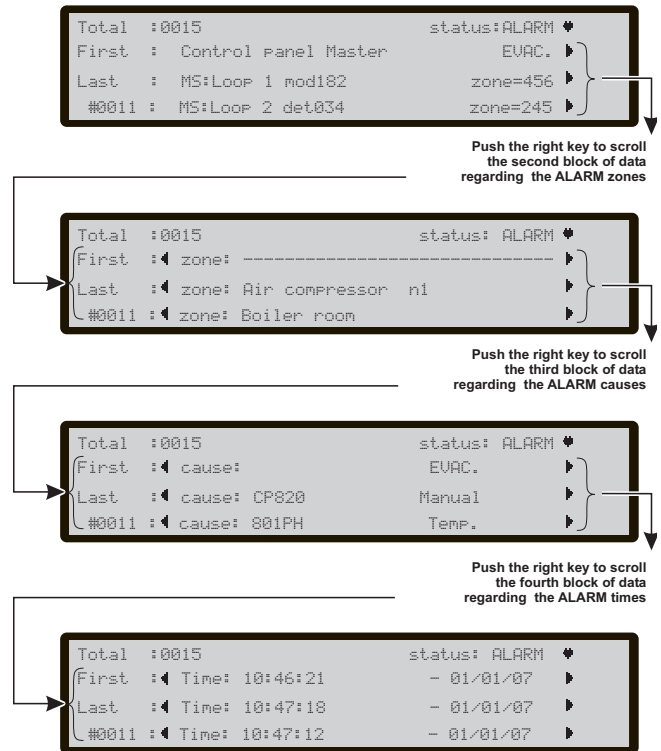 Total :0015 status:ALARM
First : Control panel Master EVAC.
Last : MS:Loop 1 mod182 zone=456
#0011 : MS:Loop 2 det034 zone=245
Push the right key to scroll
the second block of data
regarding the ALARM zones
Total :0015 status: ALARM
First : zone: ------------------------------
Last : zone: Air compressor n1
#0011 : zone: Boiler room
Push the right key to scroll
the third block of data
regarding the ALARM causes
Total :0015 status: ALARM
First : cause: EVAC.
Last : cause: CP820 Manual
#0011 : cause: 801PH Temp.
Push the right key to scroll
the fourth block of data
regarding the ALARM times
Total :0015 status: ALARM
First : Time: 10:46:21 - 01/01/07
Last : Time: 10:47:18 - 01/01/07
#0011 : Time: 10:47:12 - 01/01/07